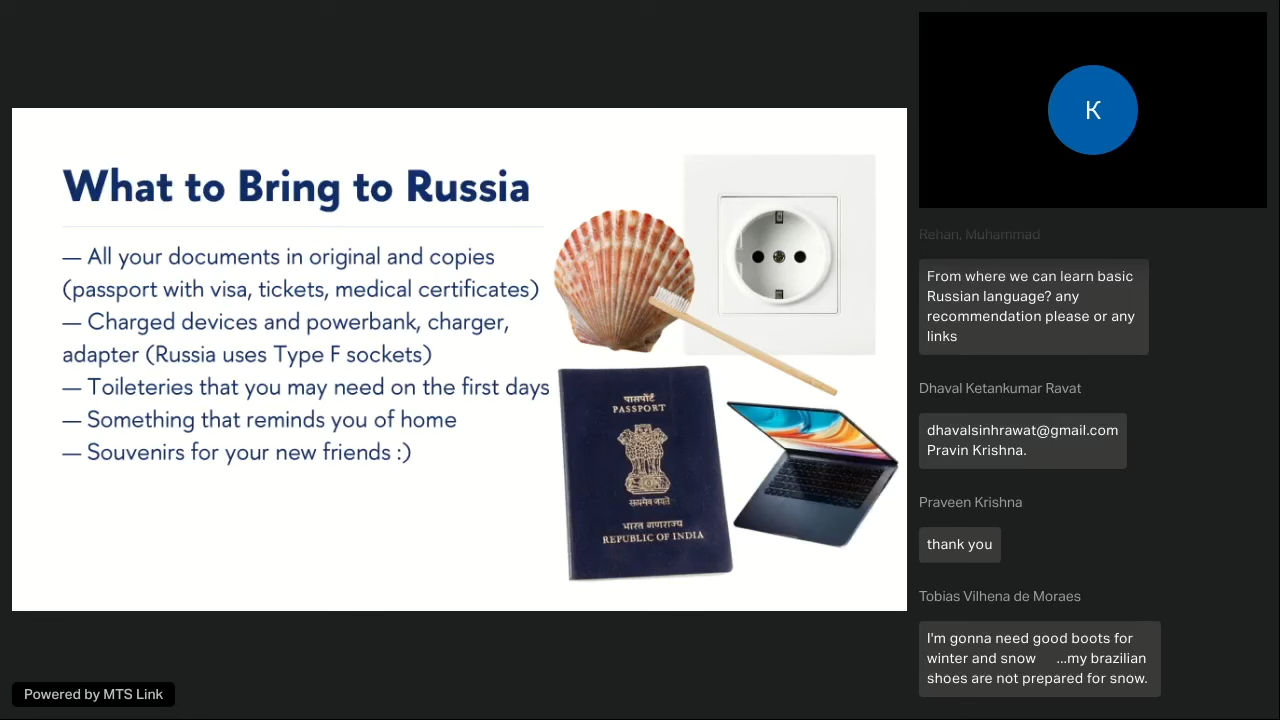 What to Bring to Russia
— All your documents in original and copies
(passport with visa, tickets, medical certificates)
— Charged devices and powerbank, charger,
adapter (Russia uses Type F sockets)
— Toileteries that you may need on the first days
— Something that reminds you of home
— Souvenirs for your new friends :)
पासपोर्ट
PASSPORT
सत्यमेव जयते
भारत गणराज्य
REPUBLIC OF INDIA
Powered by MTS Link
K
Rehan, Muhammad
From where we can learn basic
Russian language? any
recommendation please or any
links
Dhaval Ketankumar Ravat
dhavalsinhrawat@gmail.com
Pravin Krishna.
Praveen Krishna
thank you
Tobias Vilhena de Moraes
I'm gonna need good boots for
winter and snow ...my brazilian
shoes are not prepared for snow.